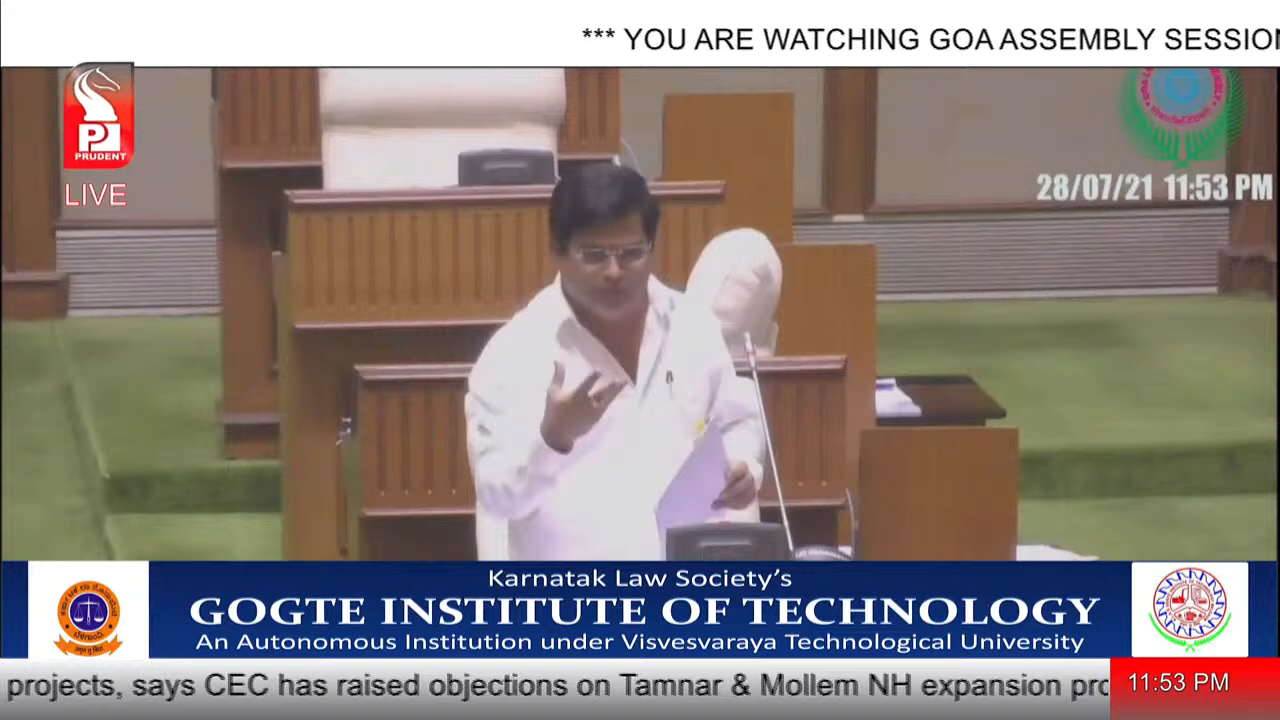 *** YOU ARE WATCHING GOA ASSEMBLY SESSION
PRUDENT
LIVE
28/07/21 11:53 PM
Karnatak Law Society's
GOGTE INSTITUTE OF TECHNOLOGY
An Autonomous Institution under Visvesvaraya Technological University
projects, says CEC has raised objections on Tamnar & Mollem NH expansion pro
11:53 PM